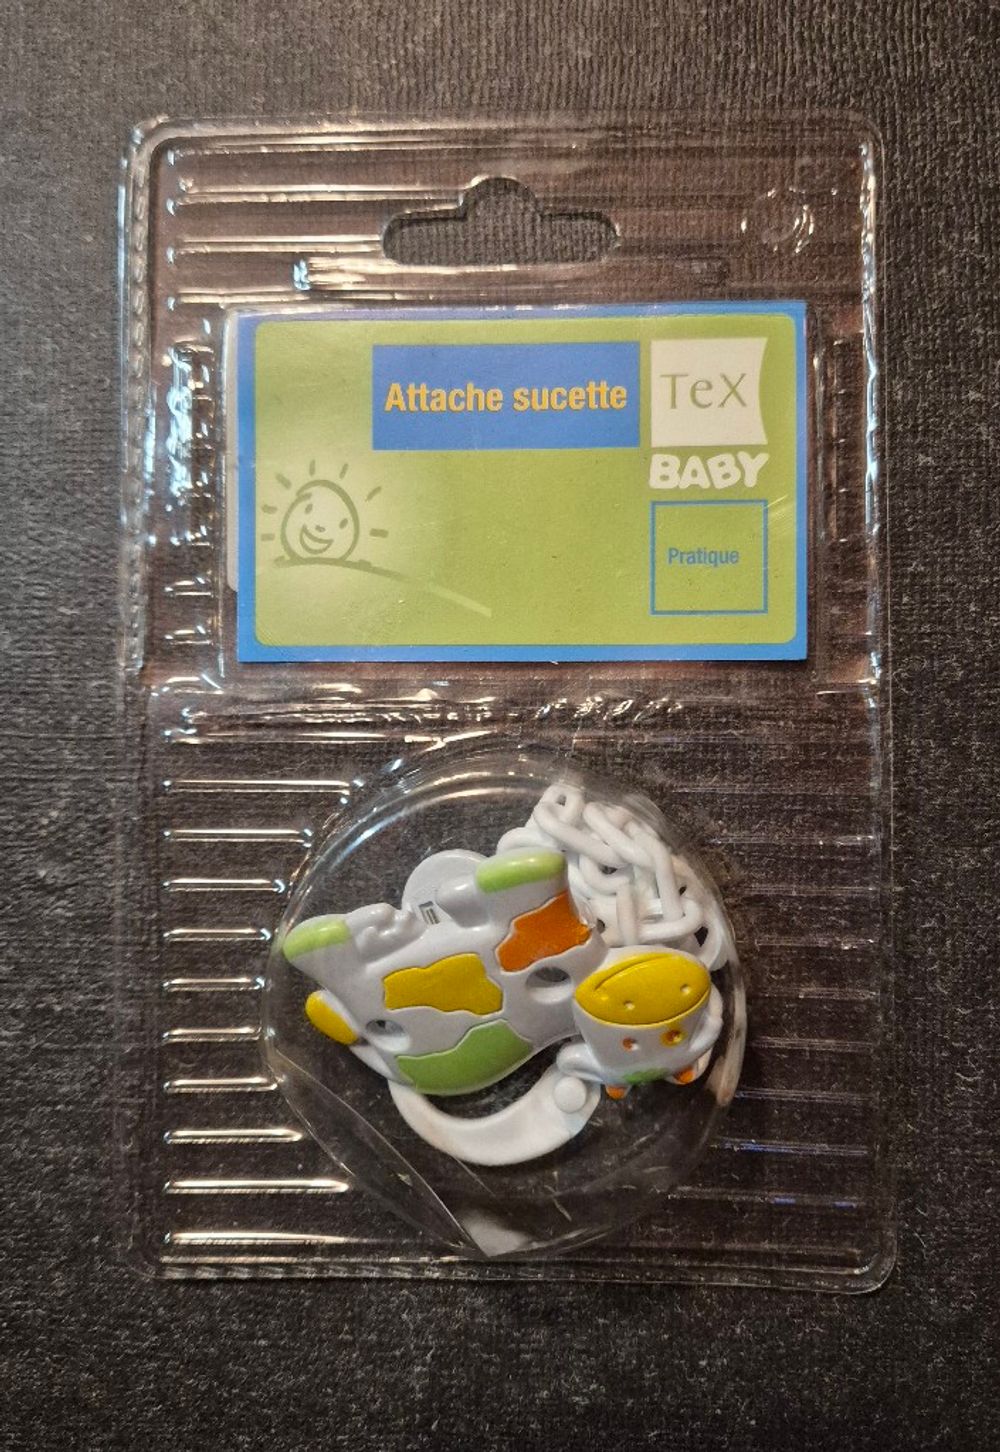 Attache sucette
TeX
BABY
Pratique